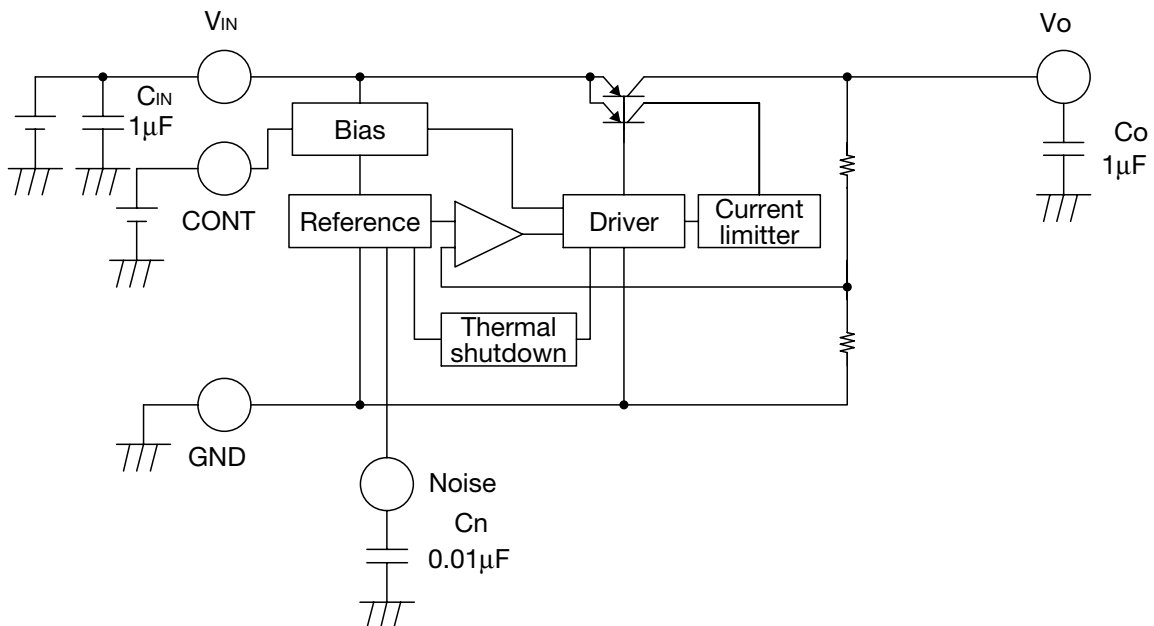 VIN
Vo
CIN
1μF
Bias
Co
1μF
CONT
Reference
Driver
Current
limitter
Thermal
shutdown
GND
Noise
Cn
0.01μF